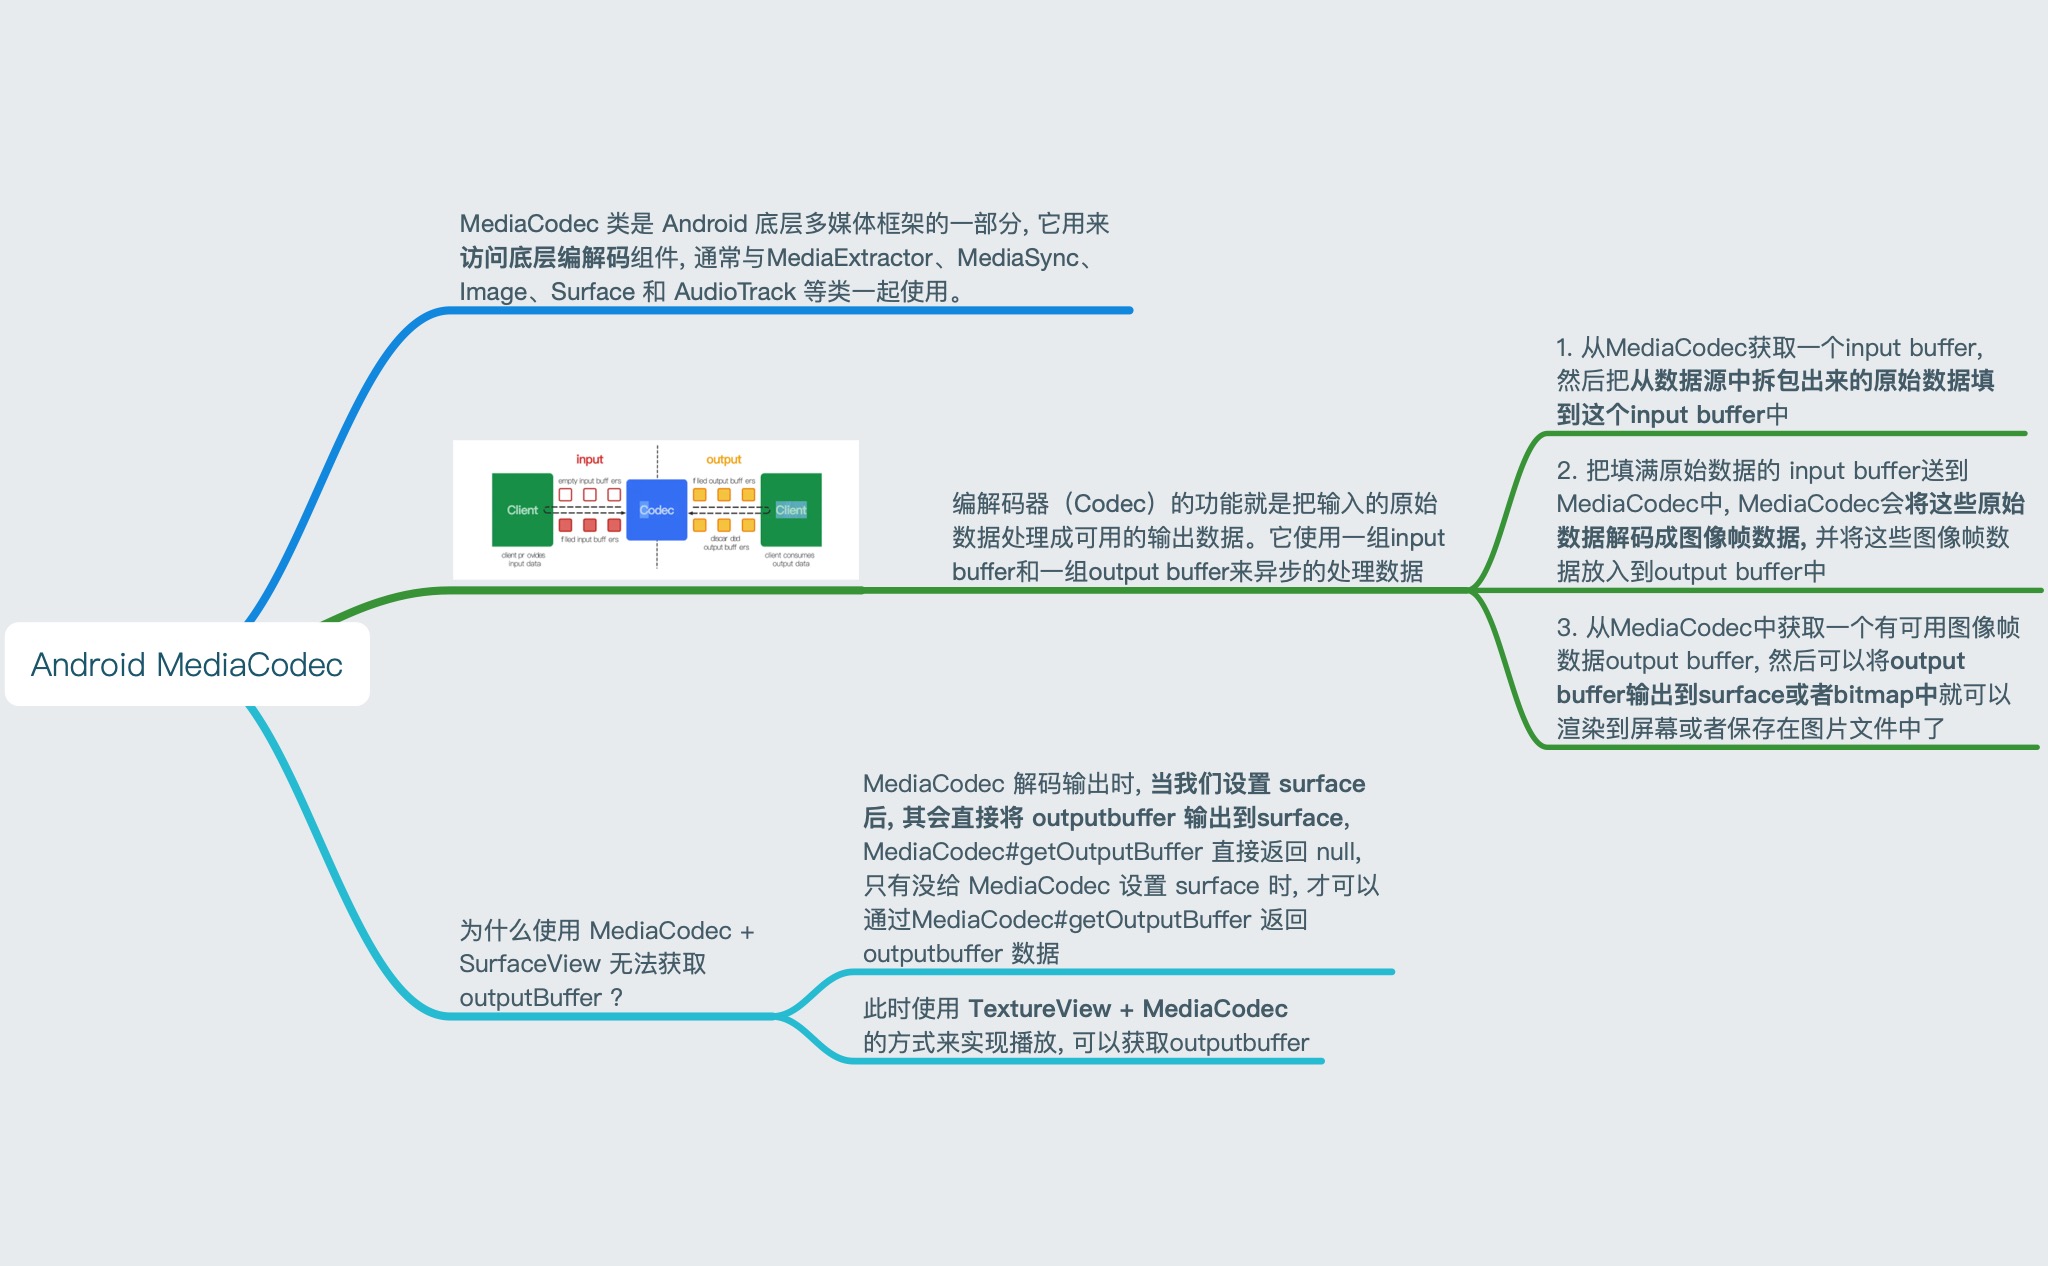 MediaCodec 类是 Android 底层多媒体框架的一部分, 它用来
访问底层编解码组件, 通常与MediaExtractor、MediaSync、
Image、Surface 和 AudioTrack 等类一起使用。
input
output
empty input buff ers
filled output buff ers
Client
Codec
Client
filled input buff ers
discar ded
output buff ers
client pr ovides
input data
client consumes
output data
编解码器（Codec）的功能就是把输入的原始
数据处理成可用的输出数据。它使用一组input
buffer和一组output buffer来异步的处理数据
1. 从MediaCodec获取一个input buffer,
然后把从数据源中拆包出来的原始数据填
到这个input buffer中
2. 把填满原始数据的 input buffer送到
MediaCodec中, MediaCodec会将这些原始
数据解码成图像帧数据, 并将这些图像帧数
据放入到output buffer中
3. 从MediaCodec中获取一个有可用图像帧
数据output buffer, 然后可以将output
buffer输出到surface或者bitmap中就可以
渲染到屏幕或者保存在图片文件中了
Android MediaCodec
为什么使用 MediaCodec +
SurfaceView 无法获取
outputBuffer ?
MediaCodec 解码输出时, 当我们设置 surface
后, 其会直接将 outputbuffer 输出到surface,
MediaCodec#getOutputBuffer 直接返回 null,
只有没给 MediaCodec 设置 surface 时, 才可以
通过MediaCodec#getOutputBuffer 返回
outputbuffer 数据
此时使用 TextureView + MediaCodec
的方式来实现播放, 可以获取outputbuffer